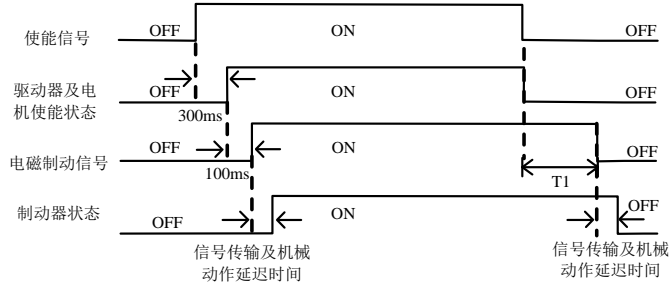 使能信号
OFF
ON
OFF
驱动器及电
机使能状态
OFF
ON
OFF
300ms
电磁制动信号
OFF
ON
OFF
100ms
T1
制动器状态
OFF
ON
OFF
信号传输及机械
动作延迟时间
信号传输及机械
动作延迟时间